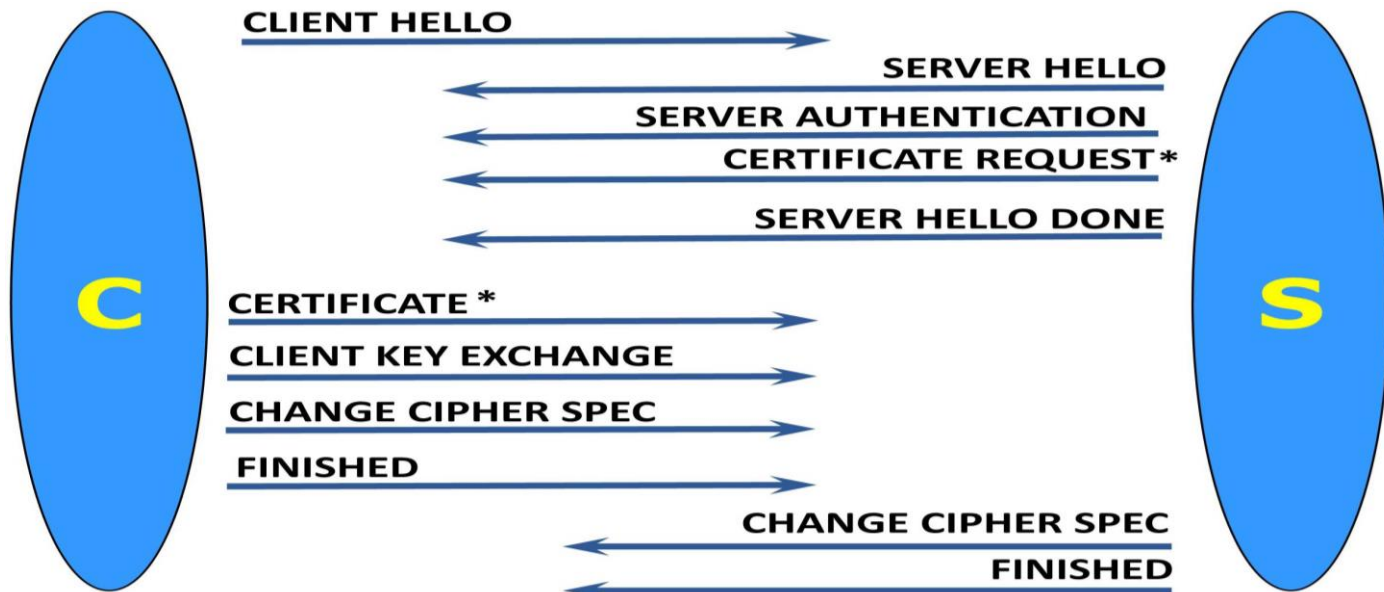 CLIENT HELLO
SERVER HELLO
SERVER AUTHENTICATION
CERTIFICATE REQUEST*
SERVER HELLO DONE
C
S
CERTIFICATE *
CLIENT KEY EXCHANGE
CHANGE CIPHER SPEC
FINISHED
CHANGE CIPHER SPEC
FINISHED